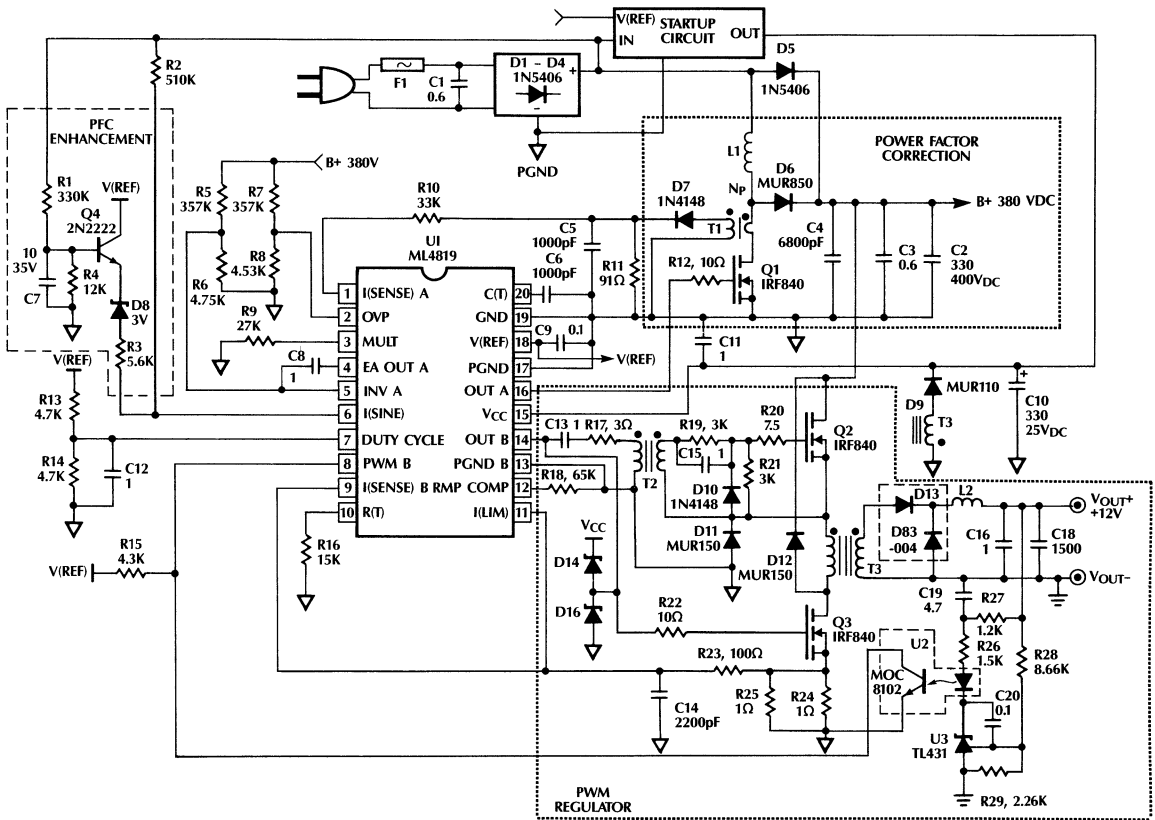 V(REF)
IN
STARTUP
CIRCUIT
OUT
R2
510K
F1
C1
0.6
D1 – D4
1N5406
+
−
D5
1N5406
PGND
PFC
ENHANCEMENT
R1
330K
V(REF)
Q4
2N2222
10
35V
C7
R4
12K
D8
3V
R3
5.6K
B+ 380V
R5
357K
R7
357K
R6
4.75K
R8
4.53K
R9
27K
C8
1
R10
33K
U1
ML4819
1
I(SENSE) A
2
OVP
3
MULT
4
EA OUT A
5
INV A
6
I(SINE)
7
DUTY CYCLE
8
PWM B
9
I(SENSE) B RMP COMP
10
R(T)
C(T)
20
GND
19
V(REF)
18
PGND
17
OUT A
16
VCC
15
OUT B
14
PGND B
13
12
I(LIM)
11
C5
1000pF
C6
1000pF
R11
91Ω
C9
0.1
V(REF)
POWER FACTOR
CORRECTION
L1
NP
D6
MUR850
D7
1N4148
T1
R12, 10Ω
Q1
IRF840
C4
6800pF
C3
0.6
C2
330
400VDC
B+ 380 VDC
C11
1
MUR110
D9
T3
C10
330
25VDC
+
V(REF)
R13
4.7K
R14
4.7K
C12
1
V(REF)
R15
4.3K
R16
15K
C13 1
R17, 3Ω
R18, 65K
T2
R19, 3K
C15
1
D10
1N4148
D11
MUR150
R20
7.5
R21
3K
Q2
IRF840
D12
MUR150
VCC
D14
D16
R22
10Ω
Q3
IRF840
R23, 100Ω
R25
1Ω
R24
1Ω
C14
2200pF
T3
D13
D83
-004
L2
C16
1
C18
1500
VOUT+
+12V
VOUT−
C19
4.7
R27
1.2K
R26
1.5K
R28
8.66K
U2
MOC
8102
C20
0.1
U3
TL431
R29, 2.26K
PWM
REGULATOR